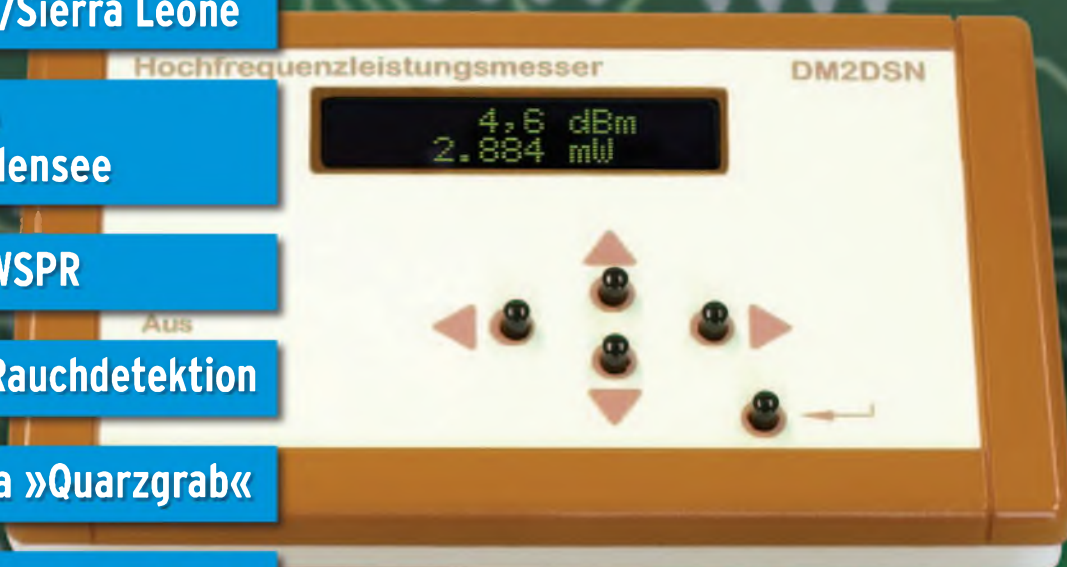 /Sierra Leone
Hochfrequenzleistungsmesser
DM2DSN
4,6 dBm
2.884 mW
lensee
WSPR
Aus
Rauchdetektion
a »Quarzgrab«